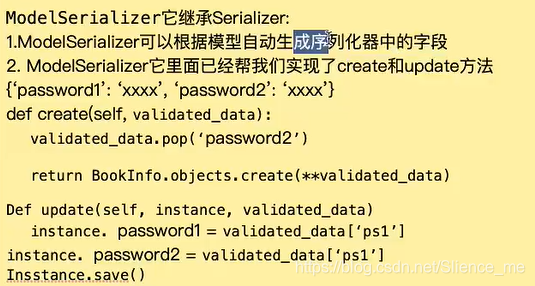 ModelSerializer它继承Serializer:
1.ModelSerializer可以根据模型自动生成序列化器中的字段
2. ModelSerializer它里面已经帮我们实现了create和update方法
{‘password1’: ‘xxxx’, ‘password2’: ‘xxxx’}
def create(self, validated_data):
validated_data.pop(‘password2’)
return BookInfo.objects.create(**validated_data)
Def update(self, instance, validated_data)
instance. password1 = validated_data[‘ps1’]
instance. password2 = validated_data[‘ps1’]
Insstance.save()
https://blog.csdn.net/Silence_me